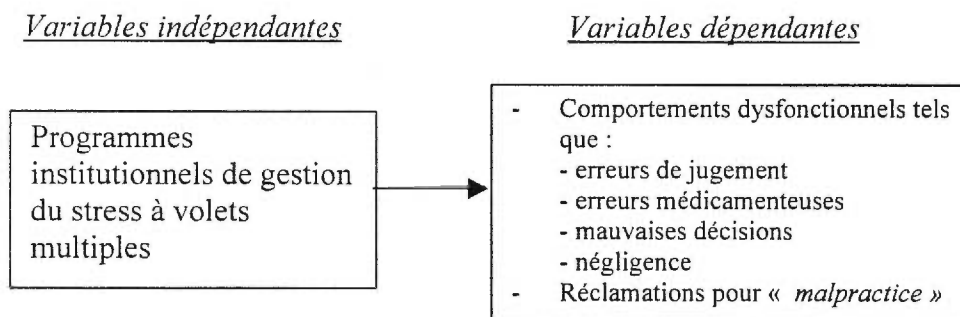 Variables indépendantes
Variables dépendantes
Programmes
institutionnels de gestion
du stress à volets
multiples
- Comportements dysfonctionnels tels
que :
- erreurs de jugement
- erreurs médicamenteuses
- mauvaises décisions
- négligence
- Réclamations pour « malpractice »